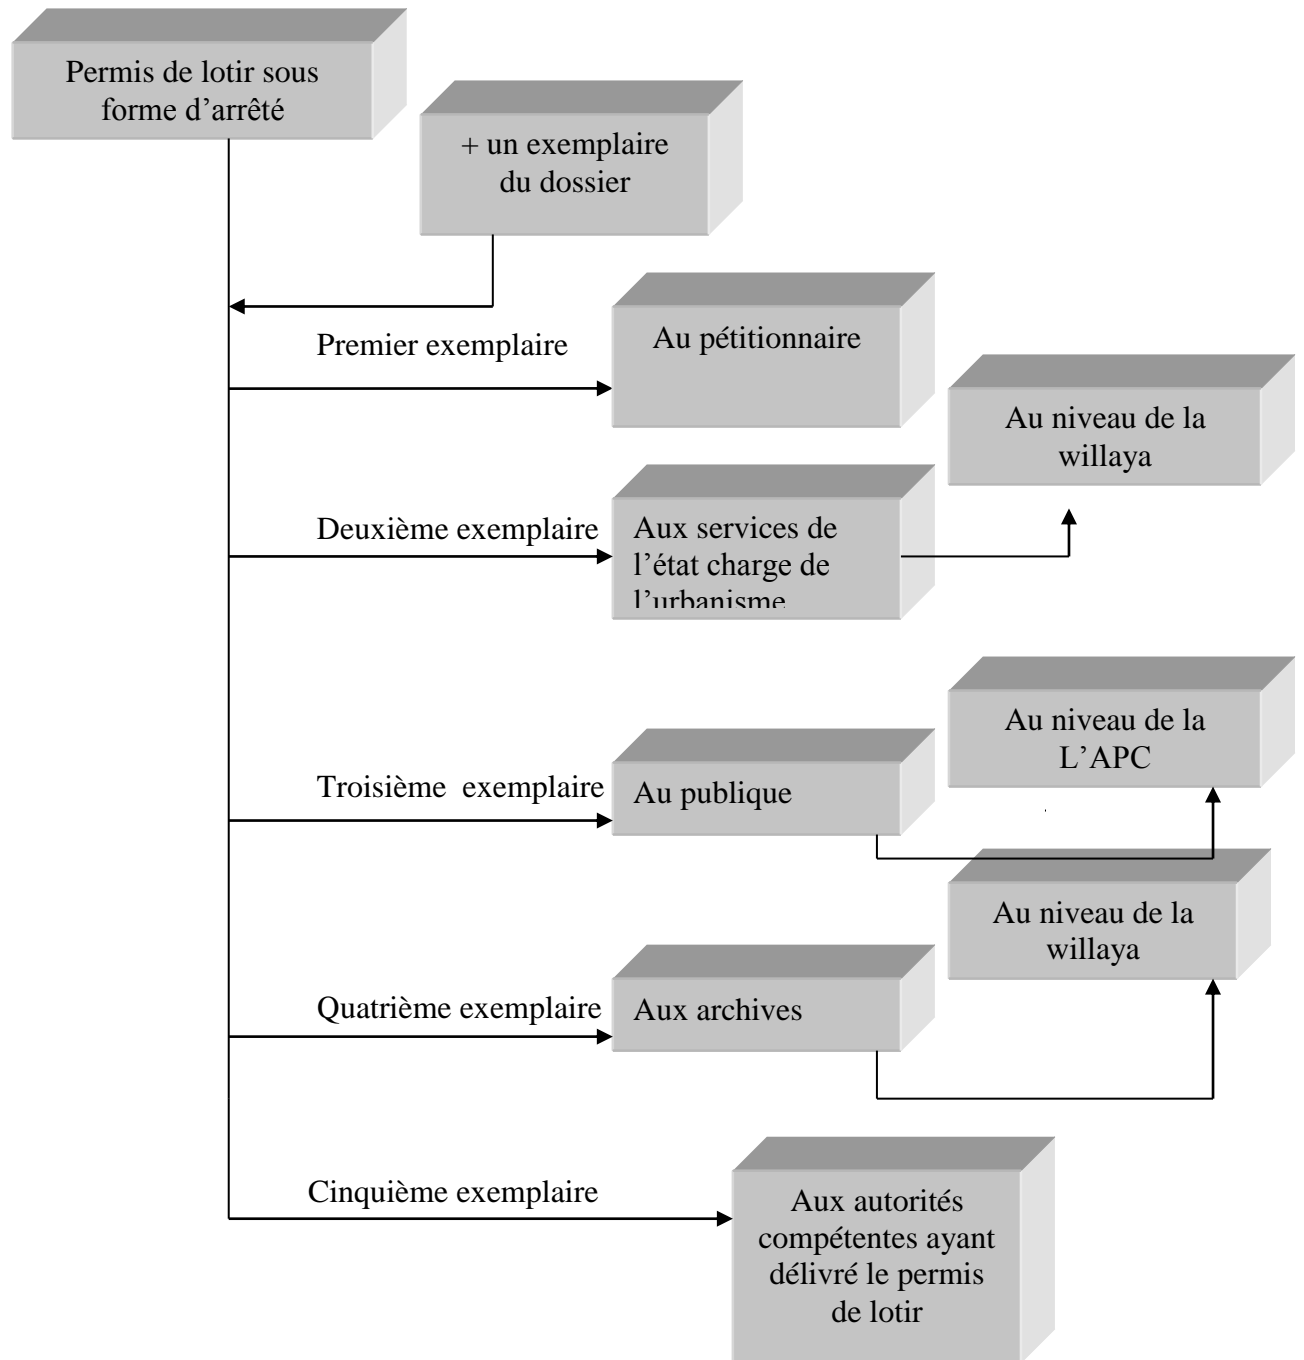 Permis de lotir sous
forme d’arrêté
+ un exemplaire
du dossier
Premier exemplaire
Au pétitionnaire
Au niveau de la
willaya
Deuxième exemplaire
Aux services de
l’état charge de
l’urbanisme
Au niveau de la
L’APC
Troisième exemplaire
Au publique
Au niveau de la
willaya
Quatrième exemplaire
Aux archives
Cinquième exemplaire
Aux autorités
compétentes ayant
délivré le permis
de lotir